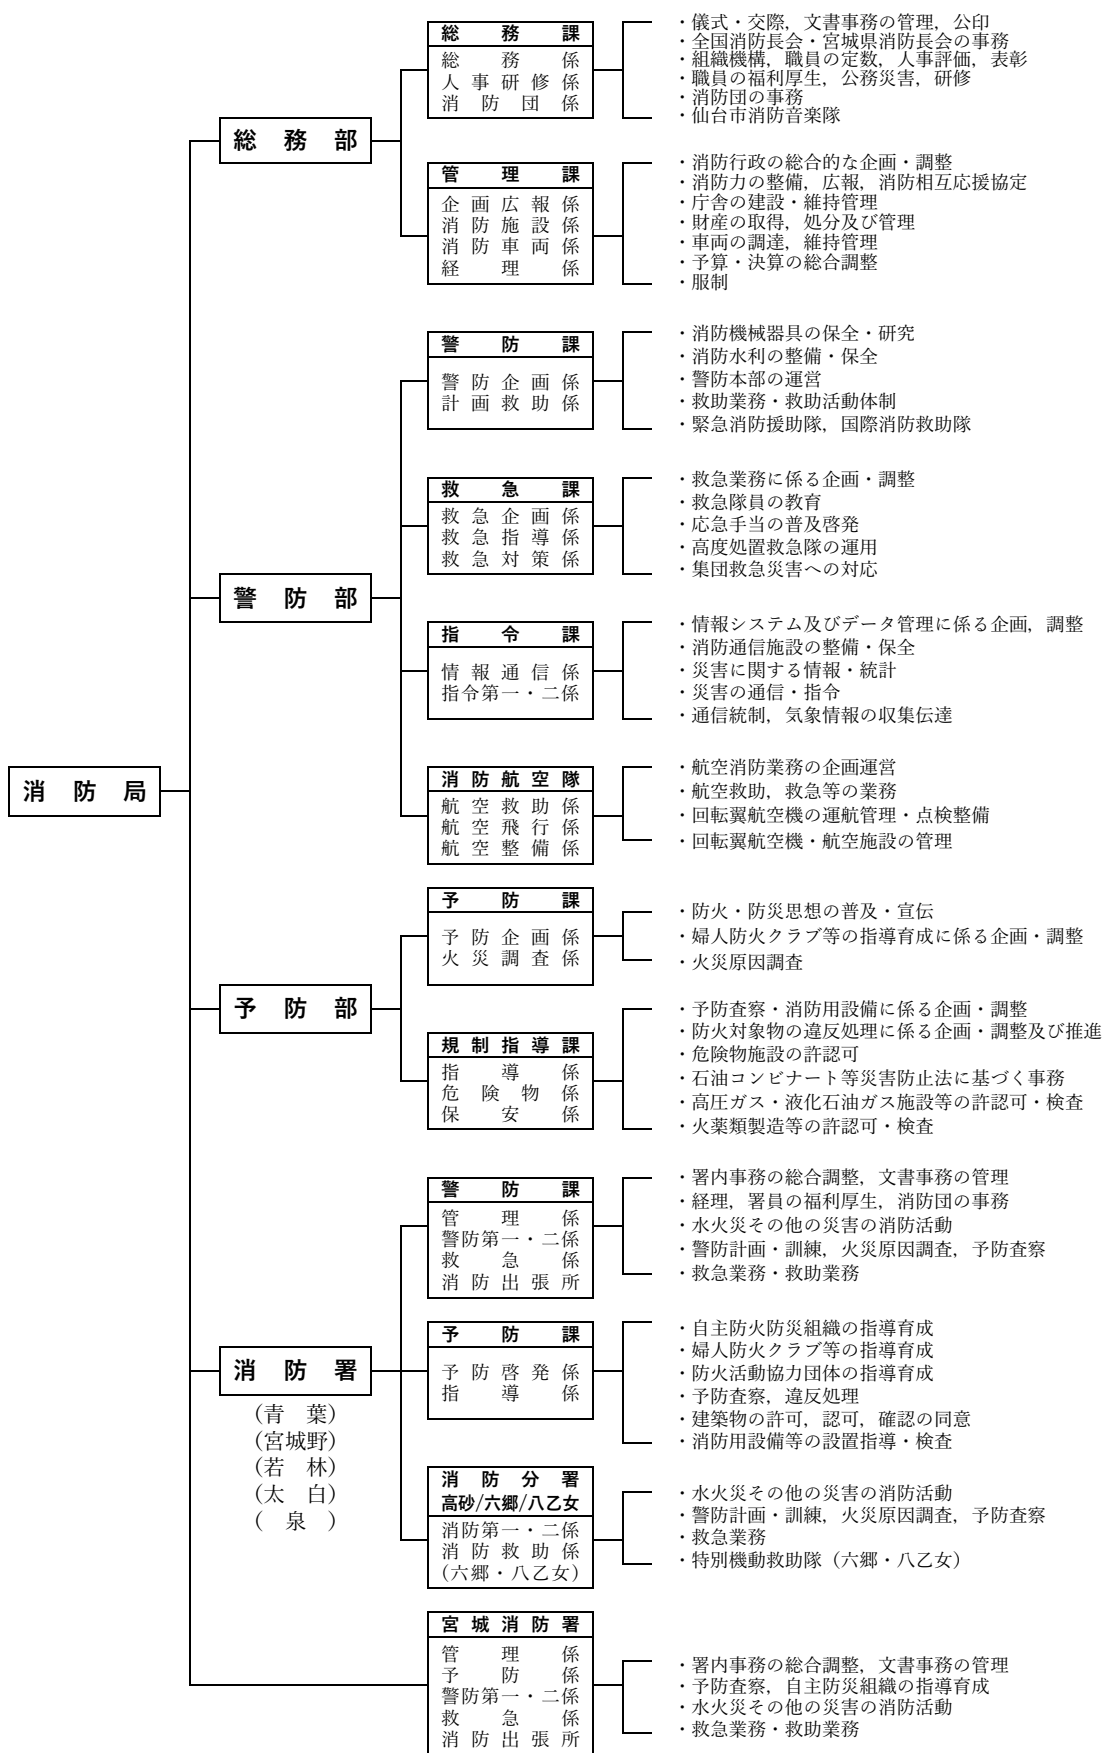 消防局
総務部
総務課
総務係
人事研修係
消防団係
・儀式・交際，文書事務の管理，公印
・全国消防長会・宮城県消防長会の事務
・組織機構，職員の定数，人事評価，表彰
・職員の福利厚生，公務災害，研修
・消防団の事務
・仙台市消防音楽隊
管理課
企画広報係
消防施設係
消防車両係
経理係
・消防行政の総合的な企画・調整
・消防力の整備，広報，消防相互応援協定
・庁舎の建設・維持管理
・財産の取得，処分及び管理
・車両の調達，維持管理
・予算・決算の総合調整
・服制
警防部
警防課
警防企画係
計画救助係
・消防機械器具の保全・研究
・消防水利の整備・保全
・警防本部の運営
・救助業務・救助活動体制
・緊急消防援助隊，国際消防救助隊
救急課
救急企画係
救急指導係
救急対策係
・救急業務に係る企画・調整
・救急隊員の教育
・応急手当の普及啓発
・高度処置救急隊の運用
・集団救急災害への対応
指令課
情報通信係
指令第一・二係
・情報システム及びデータ管理に係る企画，調整
・消防通信施設の整備・保全
・災害に関する情報・統計
・災害の通信・指令
・通信統制，気象情報の収集伝達
消防航空隊
航空救助係
航空飛行係
航空整備係
・航空消防業務の企画運営
・航空救助，救急等の業務
・回転翼航空機の運航管理・点検整備
・回転翼航空機・航空施設の管理
予防部
予防課
予防企画係
火災調査係
・防火・防災思想の普及・宣伝
・婦人防火クラブ等の指導育成に係る企画・調整
・火災原因調査
規制指導課
指導係
危険物係
保安係
・予防査察・消防用設備に係る企画・調整
・防火対象物の違反処理に係る企画・調整及び推進
・危険物施設の許認可
・石油コンビナート等災害防止法に基づく事務
・高圧ガス・液化石油ガス施設等の許認可・検査
・火薬類製造等の許認可・検査
消防署
（青　葉）
（宮城野）
（若　林）
（太　白）
（　泉　）
警防課
管理係
警防第一・二係
救急係
消防出張所
・署内事務の総合調整，文書事務の管理
・経理，署員の福利厚生，消防団の事務
・水火災その他の災害の消防活動
・警防計画・訓練，火災原因調査，予防査察
・救急業務・救助業務
予防課
予防啓発係
指導係
・自主防火防災組織の指導育成
・婦人防火クラブ等の指導育成
・防火活動協力団体の指導育成
・予防査察，違反処理
・建築物の許可，認可，確認の同意
・消防用設備等の設置指導・検査
消防分署
高砂/六郷/八乙女
消防第一・二係
消防救助係
（六郷・八乙女）
・水火災その他の災害の消防活動
・警防計画・訓練，火災原因調査，予防査察
・救急業務
・特別機動救助隊（六郷・八乙女）
宮城消防署
管理係
予防係
警防第一・二係
救急係
消防出張所
・署内事務の総合調整，文書事務の管理
・予防査察，自主防災組織の指導育成
・水火災その他の災害の消防活動
・救急業務・救助業務